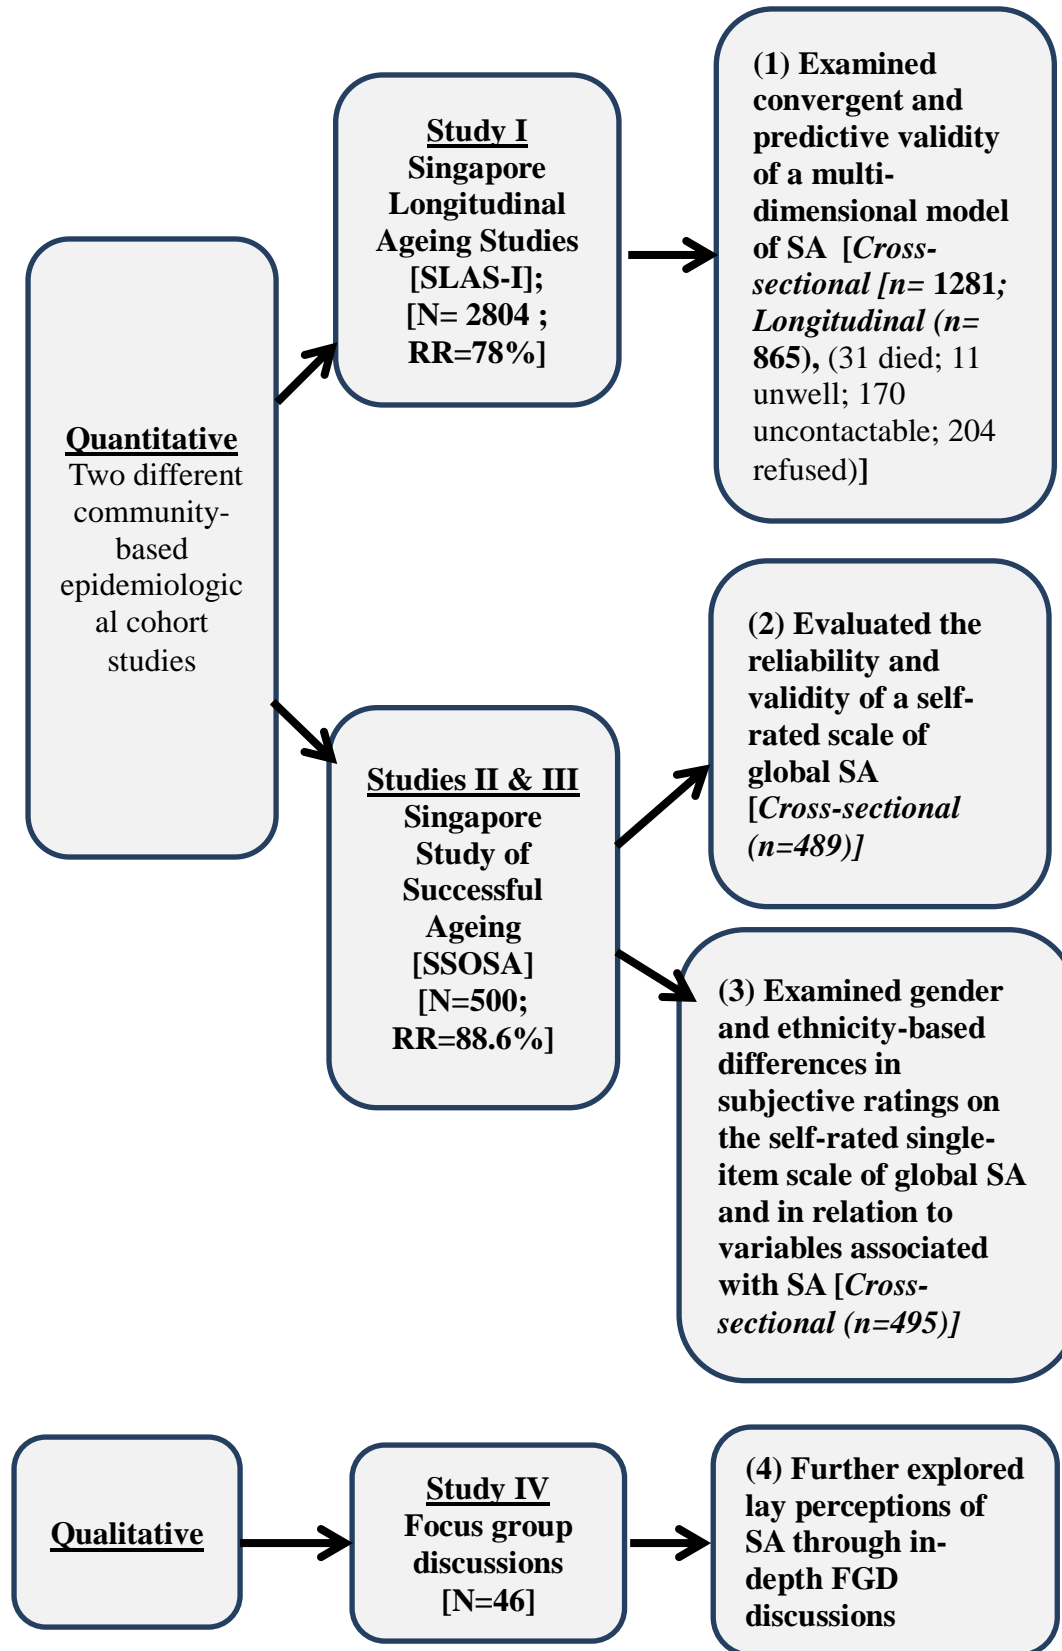 Quantitative
Two different
community-
based
epidemiologic
al cohort
studies
Study I
Singapore
Longitudinal
Ageing Studies
[SLAS-I];
[N= 2804 ;
RR=78%]
(1) Examined
convergent and
predictive validity
of a multi-
dimensional model
of SA [Cross-
sectional [n= 1281;
Longitudinal (n=
865), (31 died; 11
unwell; 170
uncontactable; 204
refused)]
Studies II & III
Singapore
Study of
Successful
Ageing
[SSOSA]
[N=500;
RR=88.6%]
(2) Evaluated the
reliability and
validity of a self-
rated scale of
global SA
[Cross-sectional
(n=489)]
(3) Examined gender
and ethnicity-based
differences in
subjective ratings on
the self-rated single-
item scale of global SA
and in relation to
variables associated
with SA [Cross-
sectional (n=495)]
Qualitative
Study IV
Focus group
discussions
[N=46]
(4) Further explored
lay perceptions of
SA through in-
depth FGD
discussions